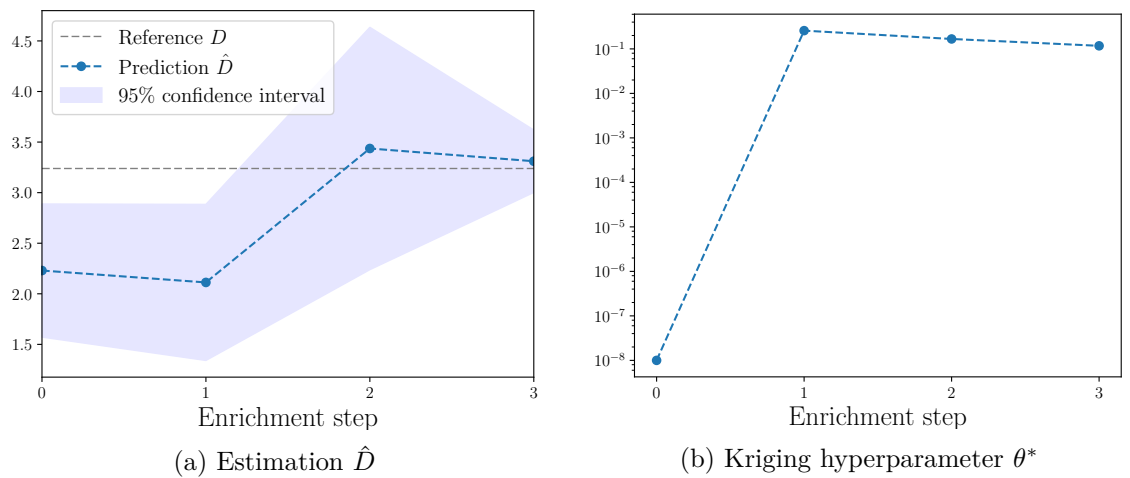 4.5
4.0
3.5
3.0
2.5
2.0
1.5
Reference D
Prediction D̂
95% confidence interval
0 1 2 3
Enrichment step
(a) Estimation D̂
10⁻¹
10⁻²
10⁻³
10⁻⁴
10⁻⁵
10⁻⁶
10⁻⁷
10⁻⁸
0 1 2 3
Enrichment step
(b) Kriging hyperparameter θ*